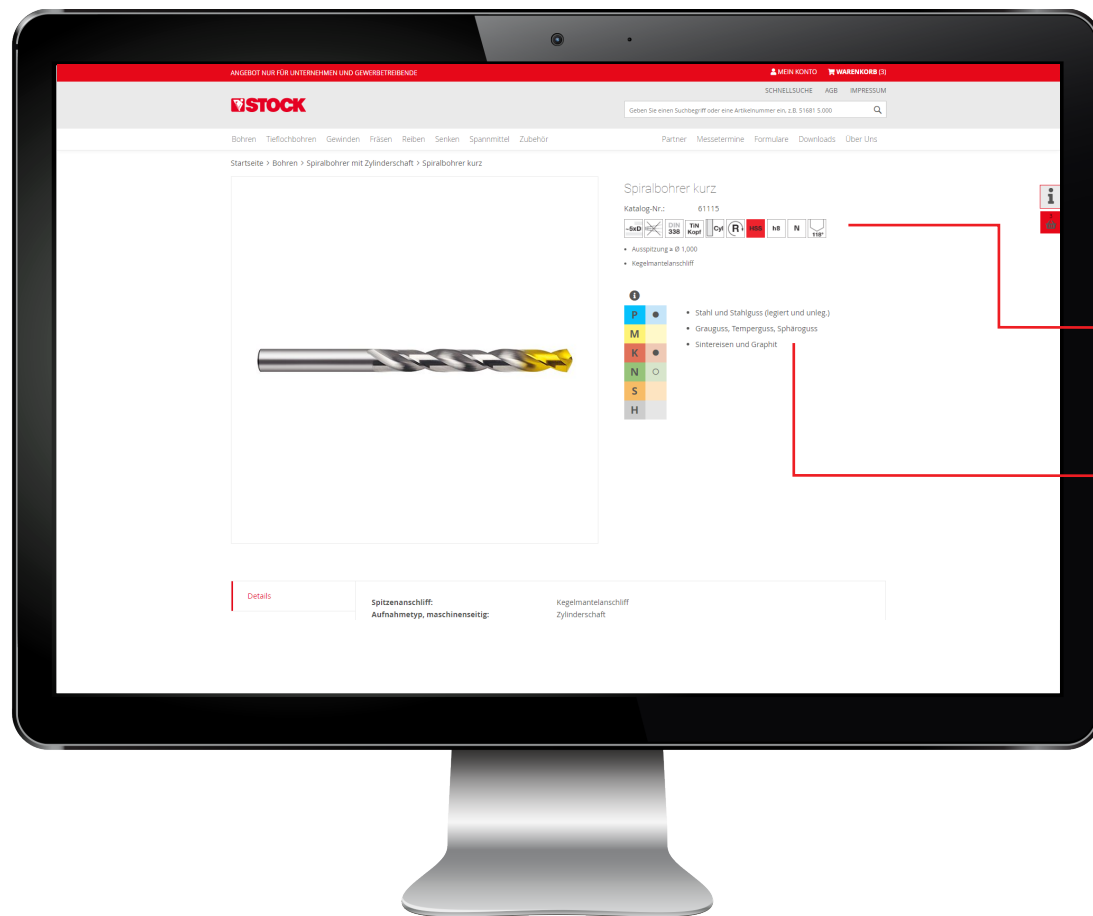 ANGEBOT NUR FÜR UNTERNEHMEN UND GEWERBETREIBENDE
MEIN KONTO WARENKORB (3)
SCHNELLSUCHE AGB IMPRESSUM
STOCK
Geben Sie einen Suchbegriff oder eine Artikelnummer ein, z.B. 51681 5,000
Bohren Tieflochbohren Gewinden Fräsen Reiben Senken Spannmittel Zubehör
Partner Messetermine Formulare Downloads Über Uns
Startseite > Bohren > Spiralbohrer mit Zylinderschaft > Spiralbohrer kurz
Spiralbohrer kurz
Katalog-Nr.: 61115
~5xD DIN 338 TiN Kopf Cyl R HSS h8 N 118°
• Ausspitzung ≥ Ø 1,000
• Kegelmantelanschliff
P
M
K
N
S
H
• Stahl und Stahlguss (legiert und unleg.)
• Grauguss, Temperguss, Sphäroguss
• Sintereisen und Graphit
Details
Spitzenanschliff: Kegelmantelanschliff
Aufnahmetyp, maschinenseitig: Zylinderschaft